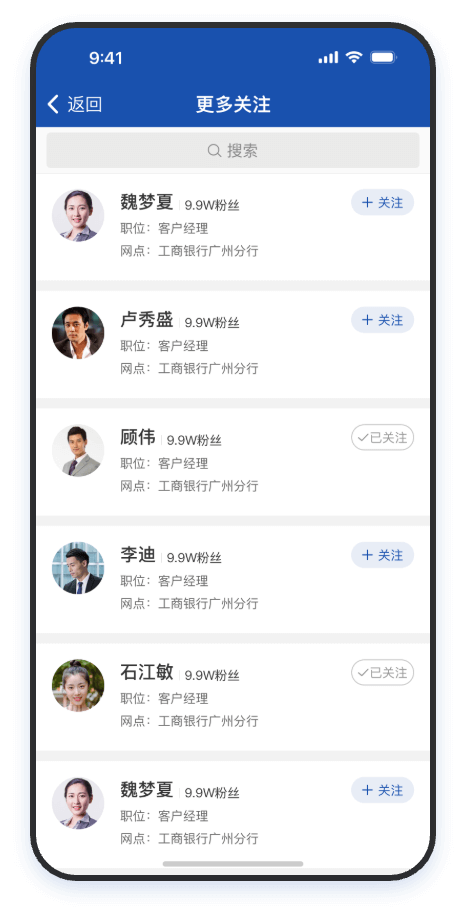 9:41
返回 更多关注
搜索
魏梦夏 9.9W粉丝 + 关注
职位：客户经理
网点：工商银行广州分行
卢秀盛 9.9W粉丝 + 关注
职位：客户经理
网点：工商银行广州分行
顾伟 9.9W粉丝 已关注
职位：客户经理
网点：工商银行广州分行
李迪 9.9W粉丝 + 关注
职位：客户经理
网点：工商银行广州分行
石江敏 9.9W粉丝 已关注
职位：客户经理
网点：工商银行广州分行
魏梦夏 9.9W粉丝 + 关注
职位：客户经理
网点：工商银行广州分行